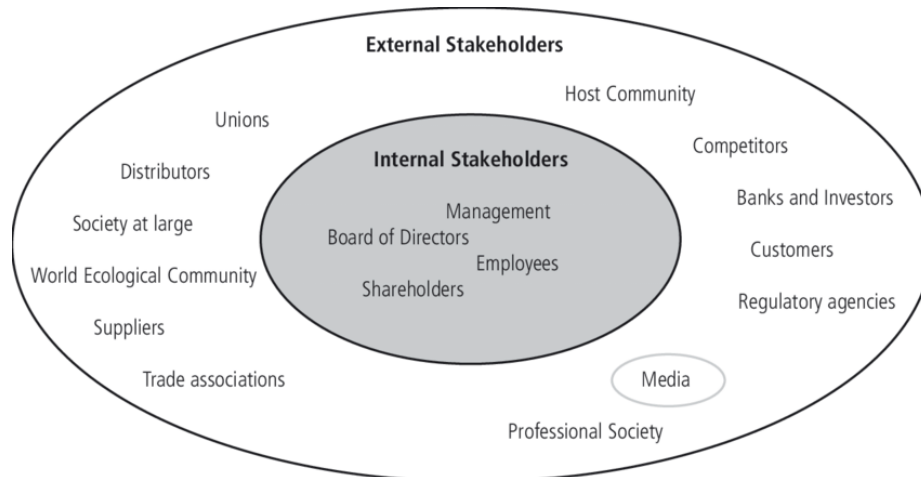 External Stakeholders
Host Community
Unions
Competitors
Internal Stakeholders
Distributors
Banks and Investors
Management
Society at large
Board of Directors
Customers
Employees
World Ecological Community
Shareholders
Regulatory agencies
Suppliers
Trade associations
Media
Professional Society